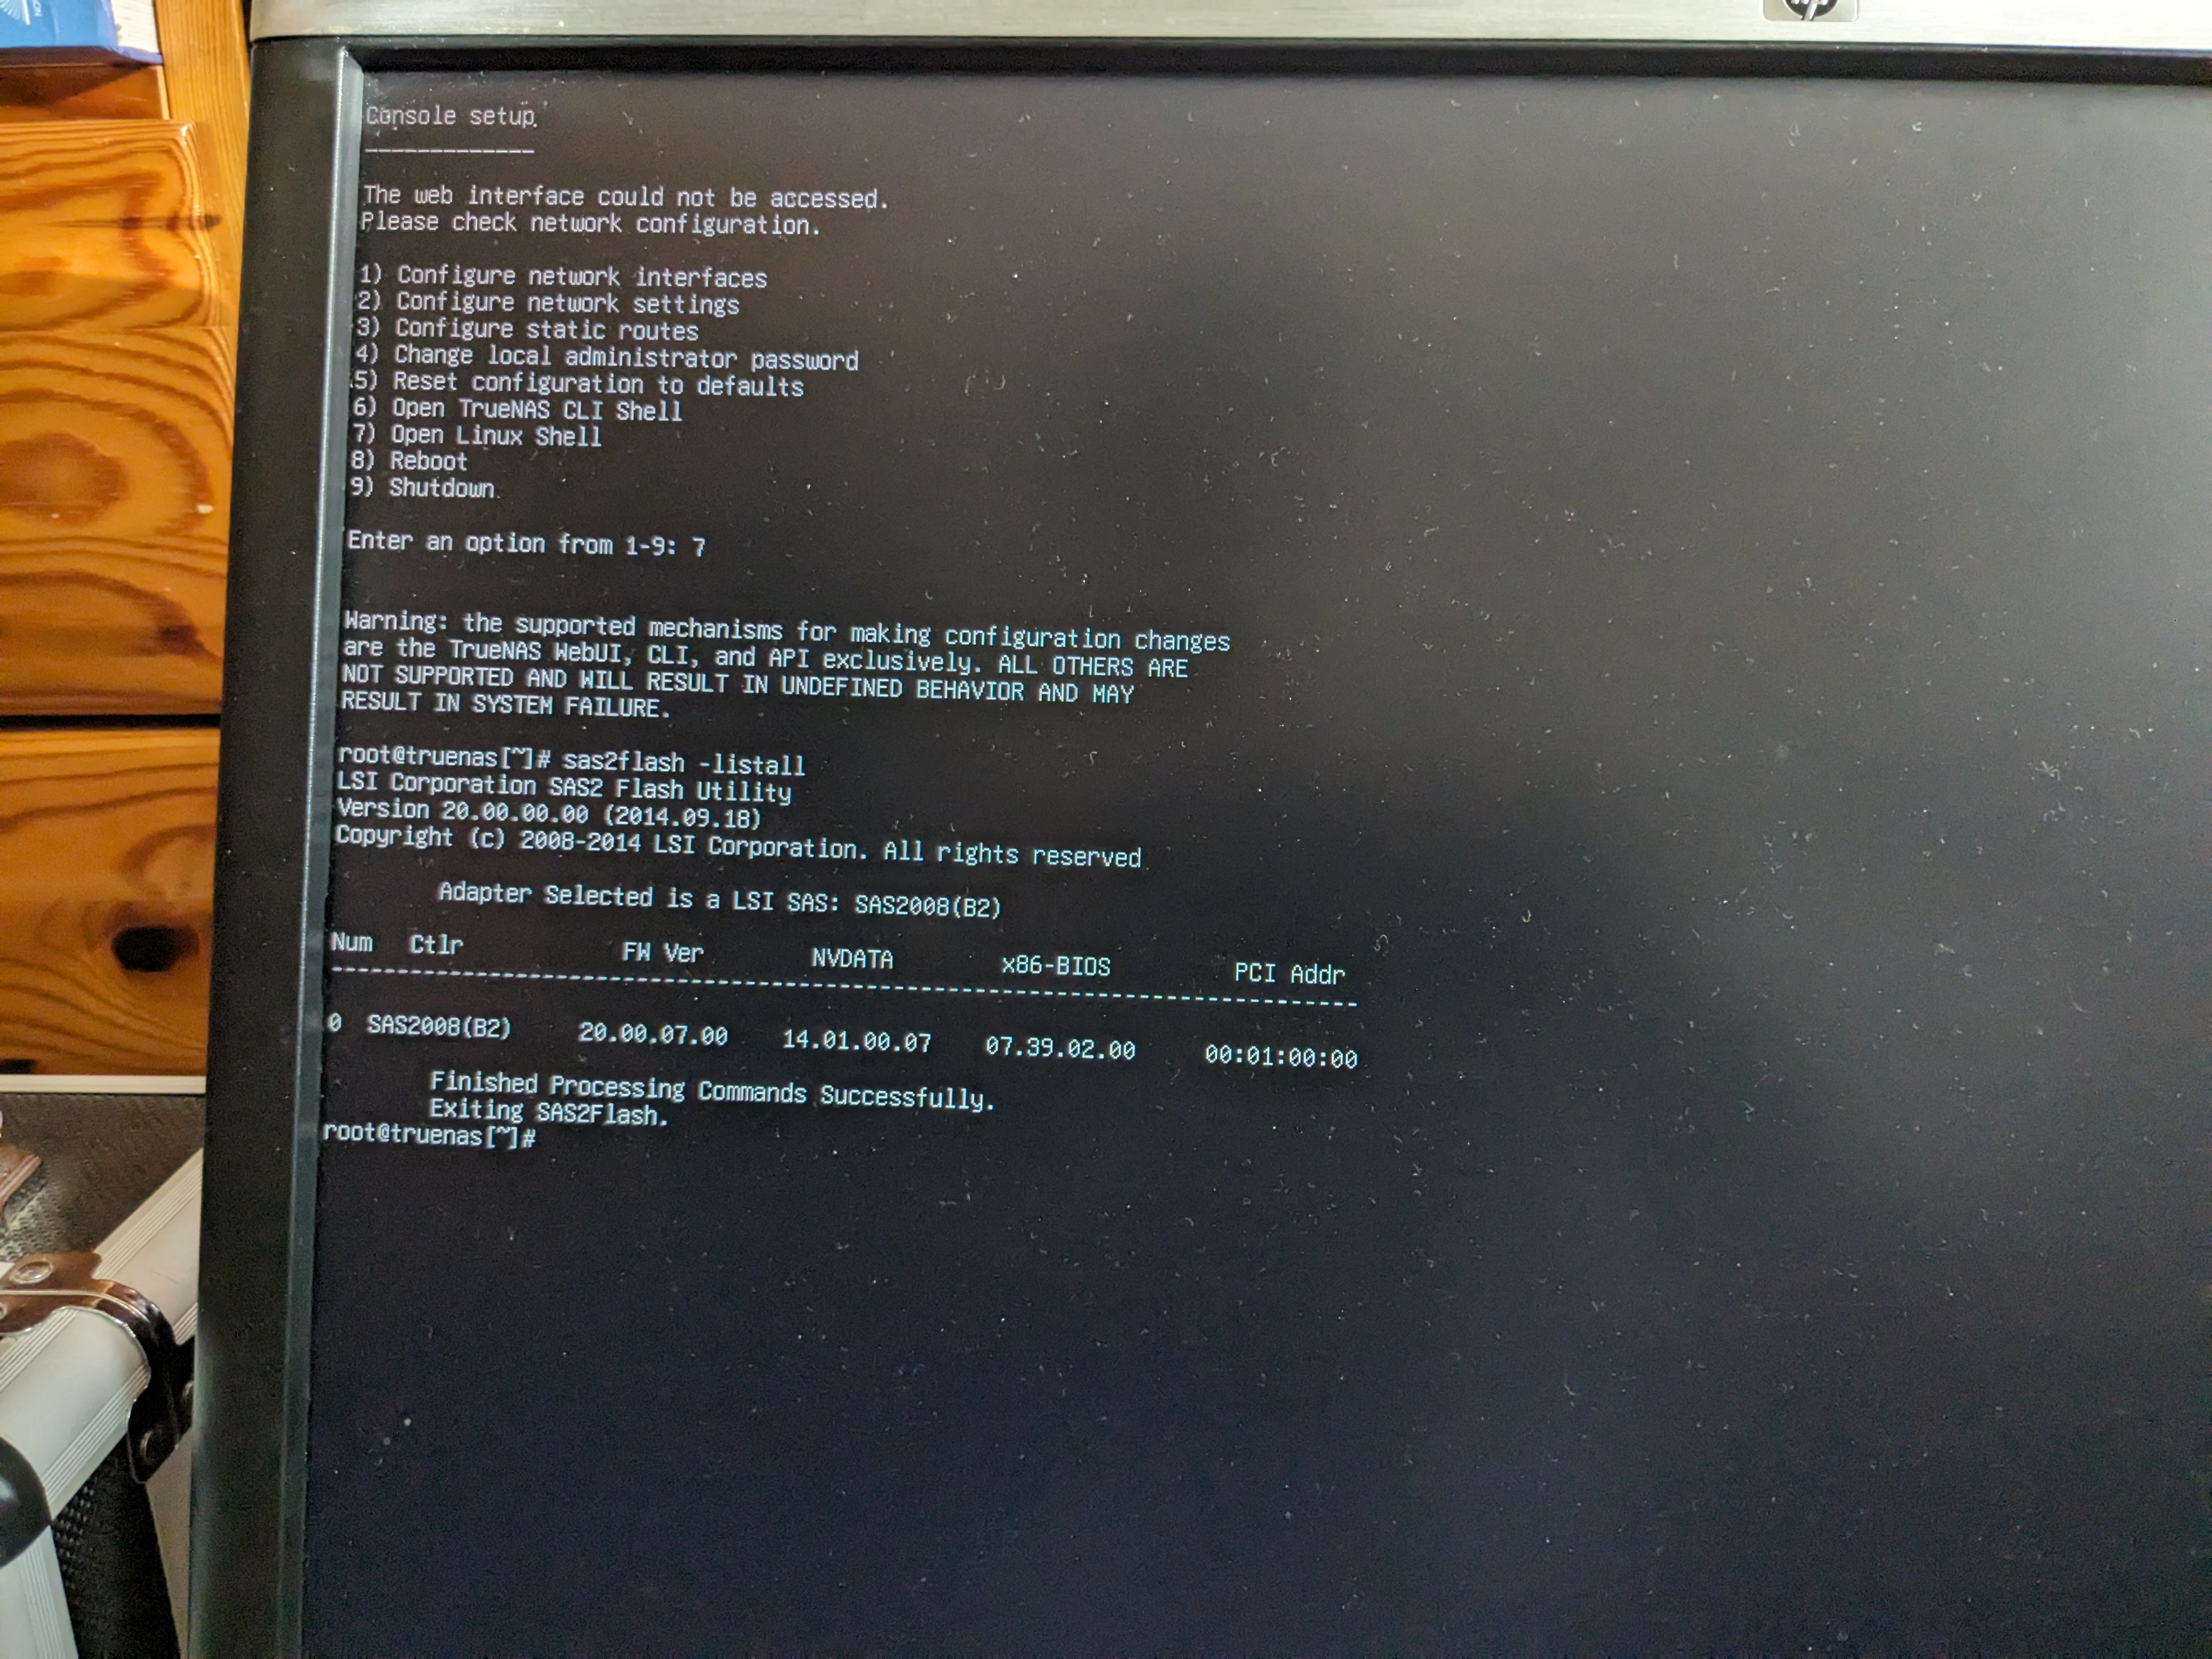 Console setup
-------------
The web interface could not be accessed.
Please check network configuration.
1) Configure network interfaces
2) Configure network settings
3) Configure static routes
4) Change local administrator password
5) Reset configuration to defaults
6) Open TrueNAS CLI Shell
7) Open Linux Shell
8) Reboot
9) Shutdown
Enter an option from 1-9: 7
Warning: the supported mechanisms for making configuration changes
are the TrueNAS WebUI, CLI, and API exclusively. ALL OTHERS ARE
NOT SUPPORTED AND WILL RESULT IN UNDEFINED BEHAVIOR AND MAY
RESULT IN SYSTEM FAILURE.
root@truenas[~]# sas2flash -listall
LSI Corporation SAS2 Flash Utility
Version 20.00.00.00 (2014.09.18)
Copyright (c) 2008-2014 LSI Corporation. All rights reserved
Adapter Selected is a LSI SAS: SAS2008(B2)
Num Ctlr FW Ver NVDATA x86-BIOS PCI Addr
0 SAS2008(B2) 20.00.07.00 14.01.00.07 07.39.02.00 00:01:00:00
Finished Processing Commands Successfully.
Exiting SAS2Flash.
root@truenas[~]#